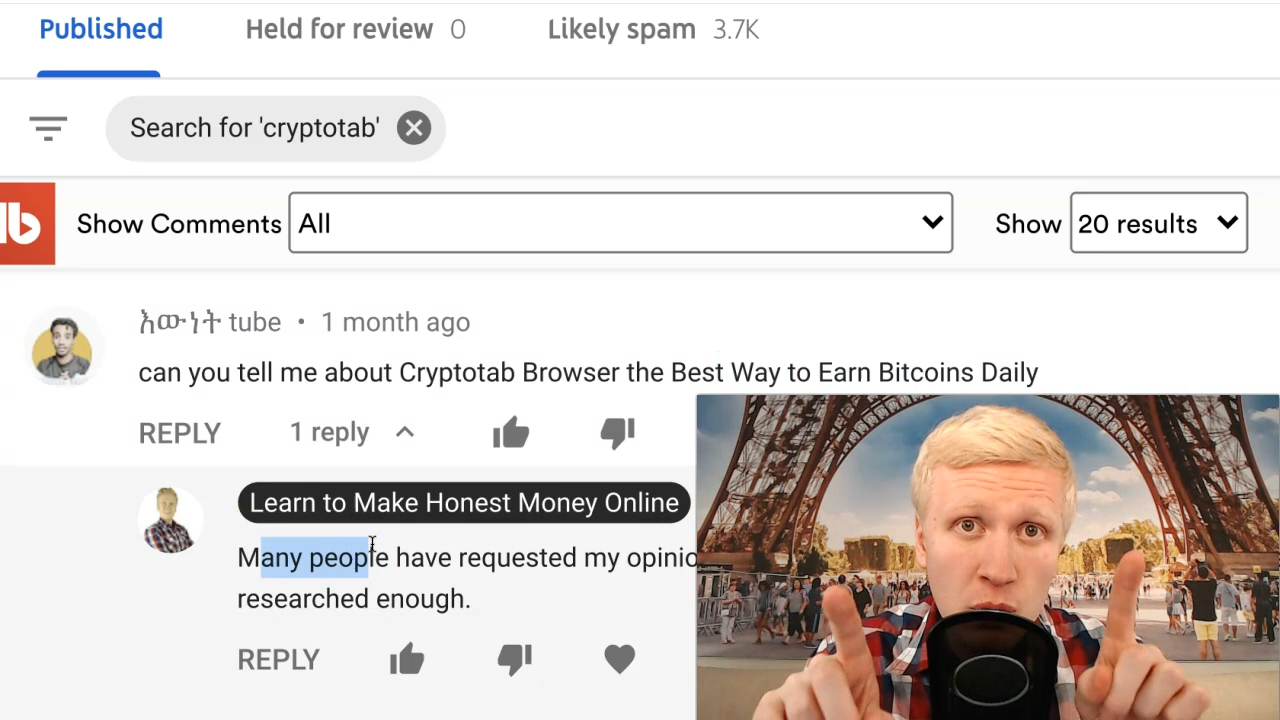 Published Held for review 0 Likely spam 3.7K
Search for 'cryptotab'
Show Comments All Show 20 results
እውነት tube • 1 month ago
can you tell me about Cryptotab Browser the Best Way to Earn Bitcoins Daily
REPLY 1 reply
Learn to Make Honest Money Online
Many people have requested my opinio
researched enough.
REPLY